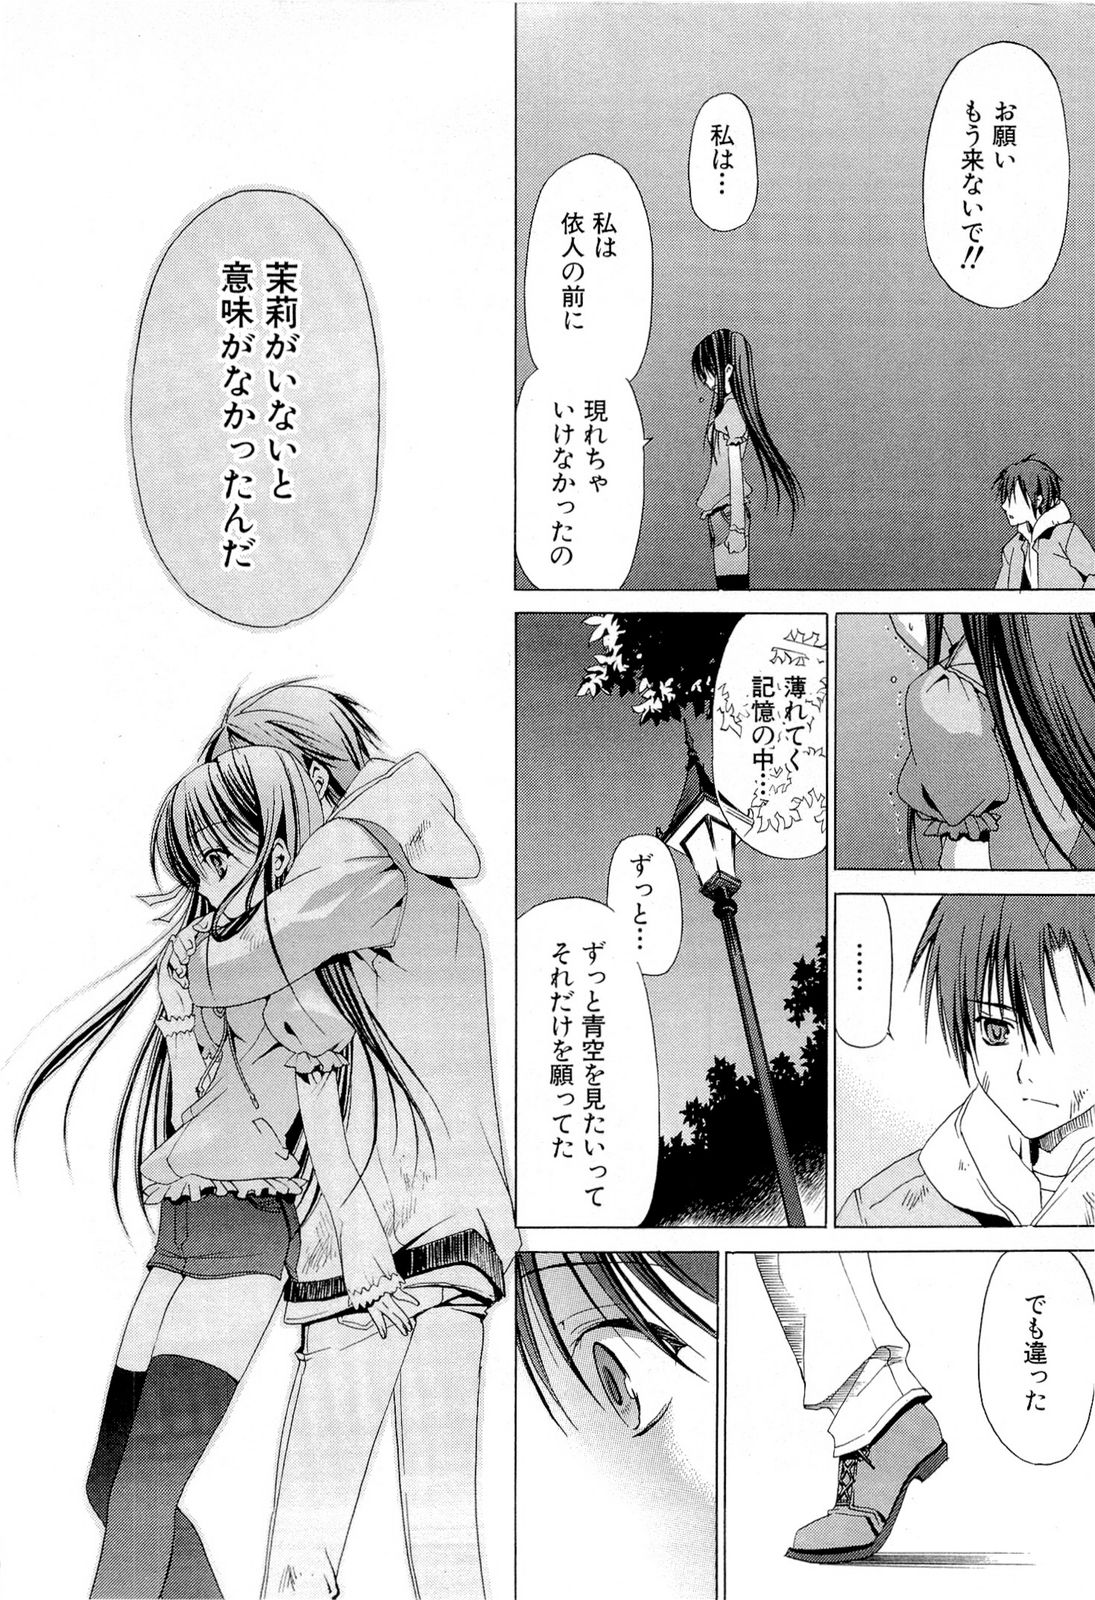 お願い
もう来ないで!!
私は…
私は
依人の前に
現れちゃ
いけなかったの
……
薄れてく
記憶の中…
ずっと…
ずっと青空を見たいって
それだけを願ってた
でも違った
茉莉がいないと
意味がなかったんだ